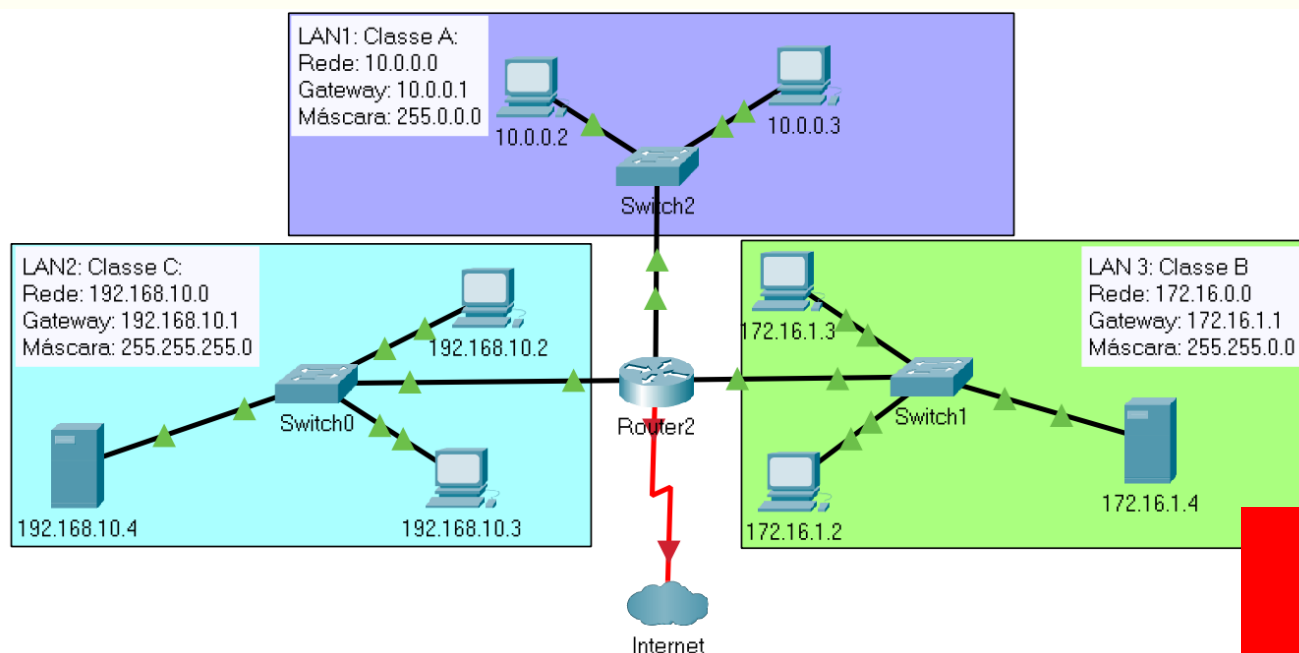 LAN1: Classe A:
Rede: 10.0.0.0
Gateway: 10.0.0.1
Máscara: 255.0.0.0
10.0.0.2
10.0.0.3
Switch2
LAN2: Classe C:
Rede: 192.168.10.0
Gateway: 192.168.10.1
Máscara: 255.255.255.0
192.168.10.2
Switch0
192.168.10.4
192.168.10.3
Router2
LAN 3: Classe B
Rede: 172.16.0.0
Gateway: 172.16.1.1
Máscara: 255.255.0.0
172.16.1.3
Switch1
172.16.1.2
172.16.1.4
Internet